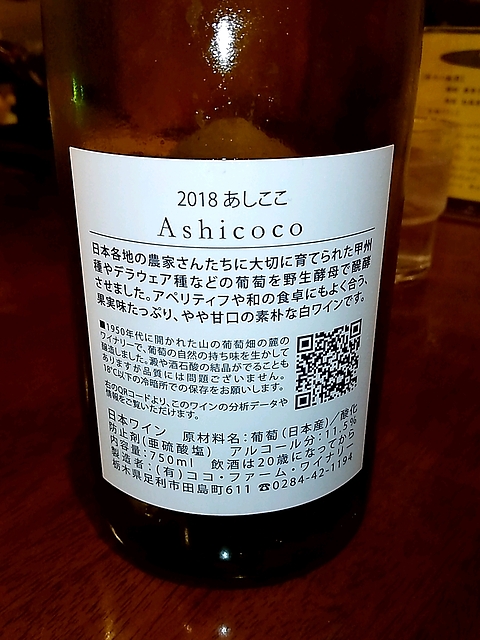 2018 あしココ
Ashicoco
日本各地の農家さんたちに大切に育てられた甲州
種やデラウェア種などの葡萄を野生酵母で醗酵
させました。アペリティフや和の食卓にもよく合う、
果実味たっぷり、やや甘口の素朴な白ワインです。
■1950年代に開かれた山の葡萄畑の麓の
ワイナリーで、葡萄の自然の持ち味を生かして
醸造しました。澱や酒石酸の結晶がでることも
ありますが品質には問題ございません。
18℃以下の冷暗所での保存をお願いします。
右のQRコードより、このワインの分析データや
情報をご覧いただけます。
日本ワイン 原材料名：葡萄（日本産）／酸化
防止剤（亜硫酸塩） アルコール分：11.5%
内容量：750ml 飲酒は20歳になってから
製造者：（有）ココ・ファーム・ワイナリー
栃木県足利市田島町611 ☎0284-42-1194